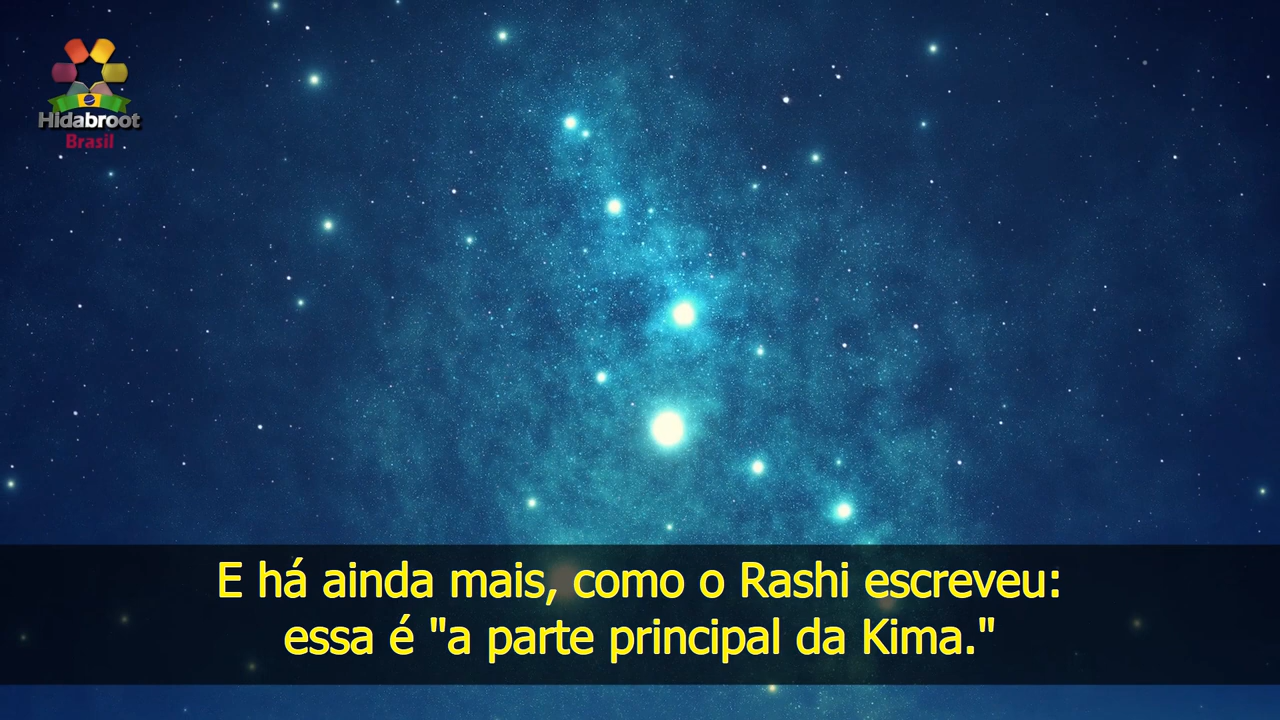 Hidabroot
Brasil
E há ainda mais, como o Rashi escreveu:
essa é "a parte principal da Kima."